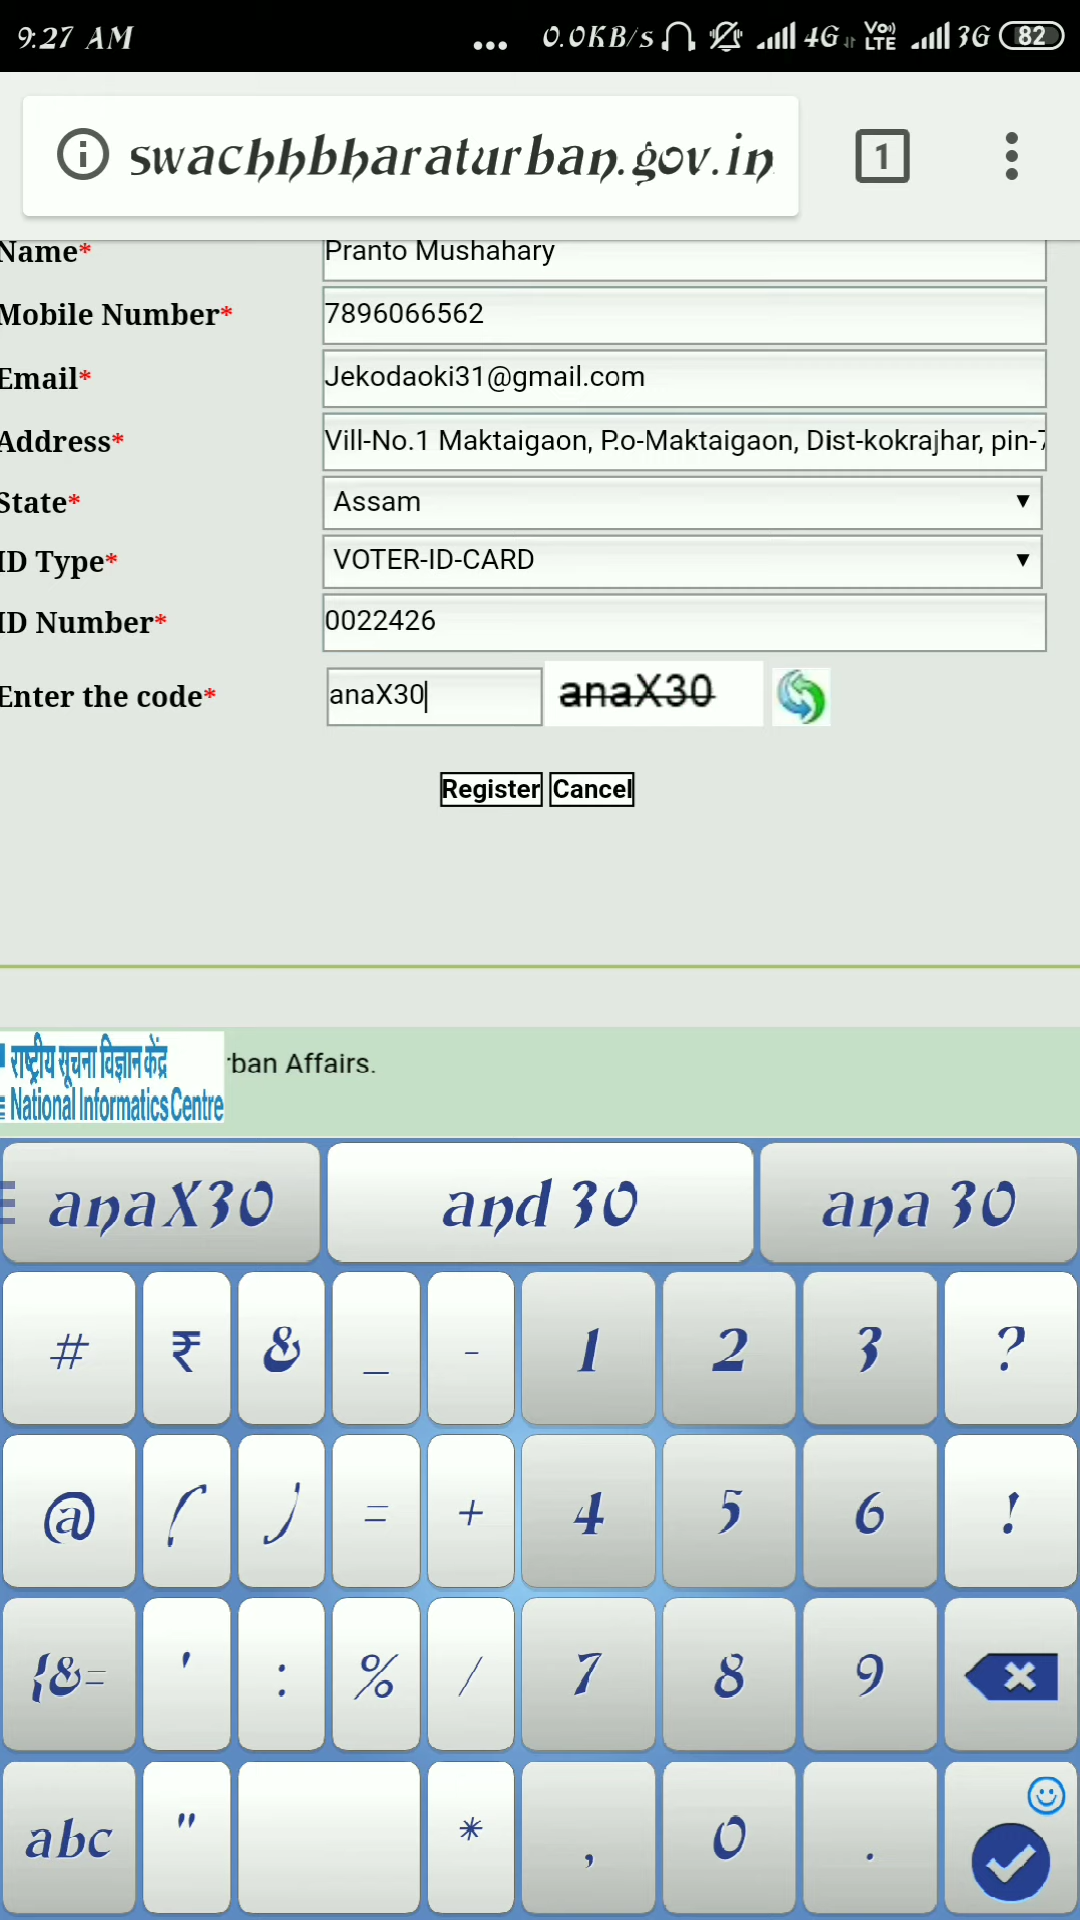 9:27 AM ... 0.0KB/s 4G Vo)) LTE 3G 82
swachhbharaturban.gov.in 1
Name* Pranto Mushahary
Mobile Number* 7896066562
Email* Jekodaoki31@gmail.com
Address* Vill-No.1 Maktaigaon, P.o-Maktaigaon, Dist-kokrajhar, pin-7
State* Assam
ID Type* VOTER-ID-CARD
ID Number* 0022426
Enter the code* anaX30 anaX30
Register Cancel
राष्ट्रीय सूचना विज्ञान केंद्र
National Informatics Centre
rban Affairs.
anaX30 and 30 ana 30
# ₹ & _ - 1 2 3 ?
@ ( ) = + 4 5 6 !
{&= ' : % / 7 8 9
abc " * , 0 .